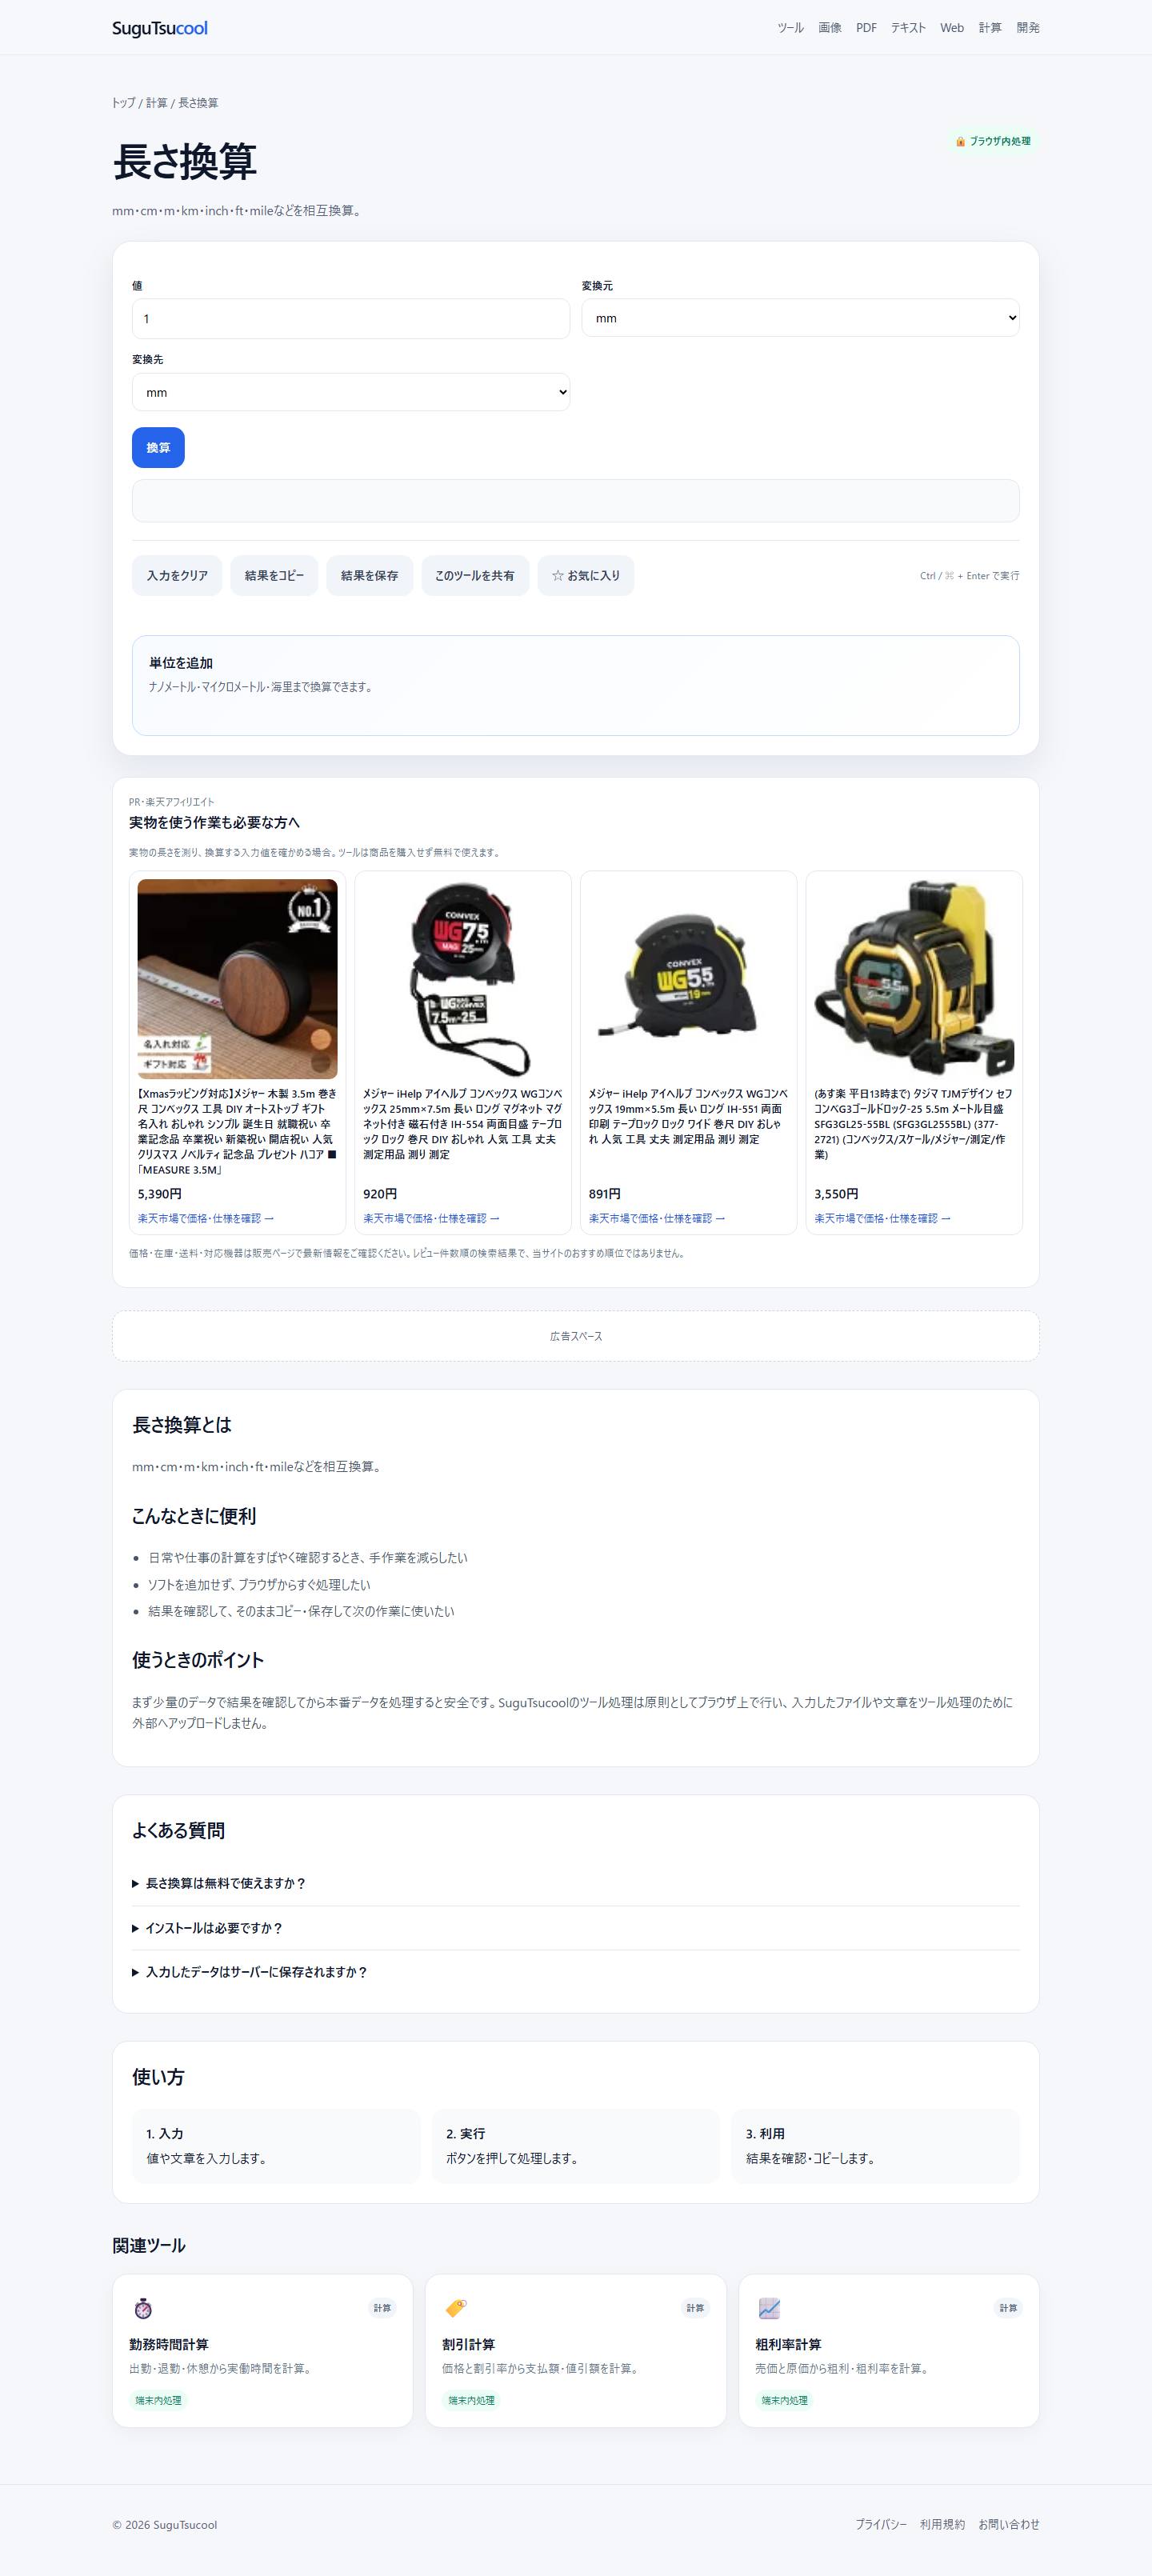 SuguTsucool
ツール 画像 PDF テキスト Web 計算 開発
トップ / 計算 / 長さ換算
🔒 ブラウザ内処理
長さ換算
mm・cm・m・km・inch・ft・mileなどを相互換算。
値
変換元
1
mm
変換先
mm
換算
入力をクリア
結果をコピー
結果を保存
このツールを共有
☆ お気に入り
Ctrl / ⌘ + Enter で実行
単位を追加
ナノメートル・マイクロメートル・海里まで換算できます。
PR・楽天アフィリエイト
実物を使う作業も必要な方へ
実物の長さを測り、換算する入力値を確かめる場合。ツールは商品を購入せず無料で使えます。
NO.1
名入れ対応
ギフト対応
【Xmasラッピング対応】メジャー 木製 3.5m 巻き
尺 コンベックス 工具 DIY オートストップ ギフト
名入れ おしゃれ シンプル 誕生日 就職祝い 卒
業記念品 卒業祝い 新築祝い 開店祝い 人気
クリスマス ノベルティ 記念品 プレゼント ハコア ■
「MEASURE 3.5M」
5,390円
楽天市場で価格・仕様を確認 →
CONVEX
WG75
MAG 25mm
7.5m×25mm
メジャー iHelp アイヘルプ コンベックス WGコンベ
ックス 25mm×7.5m 長い ロング マグネット マグ
ネット付き 磁石付き IH-554 両面目盛 テープロ
ック ロック 巻尺 DIY おしゃれ 人気 工具 丈夫
測定用品 測り 測定
920円
楽天市場で価格・仕様を確認 →
CONVEX
WG55
19mm
メジャー iHelp アイヘルプ コンベックス WGコンベ
ックス 19mm×5.5m 長い ロング IH-551 両面
印刷 テープロック ロック ワイド 巻尺 DIY おしゃ
れ 人気 工具 丈夫 測定用品 測り 測定
891円
楽天市場で価格・仕様を確認 →
5.5m
(あす楽 平日13時まで) タジマ TJMデザイン セフ
コンベG3ゴールドロック-25 5.5m メートル目盛
SFG3GL25-55BL (SFG3GL2555BL) (377-
2721) (コンベックス/スケール/メジャー/測定/作
業)
3,550円
楽天市場で価格・仕様を確認 →
価格・在庫・送料・対応機器は販売ページで最新情報をご確認ください。レビュー件数順の検索結果で、当サイトのおすすめ順位ではありません。
広告スペース
長さ換算とは
mm・cm・m・km・inch・ft・mileなどを相互換算。
こんなときに便利
• 日常や仕事の計算をすばやく確認するとき、手作業を減らしたい
• ソフトを追加せず、ブラウザからすぐ処理したい
• 結果を確認して、そのままコピー・保存して次の作業に使いたい
使うときのポイント
まず少量のデータで結果を確認してから本番データを処理すると安全です。SuguTsucoolのツール処理は原則としてブラウザ上で行い、入力したファイルや文章をツール処理のために
外部へアップロードしません。
よくある質問
▶ 長さ換算は無料で使えますか？
▶ インストールは必要ですか？
▶ 入力したデータはサーバーに保存されますか？
使い方
1. 入力
値や文章を入力します。
2. 実行
ボタンを押して処理します。
3. 利用
結果を確認・コピーします。
関連ツール
計算
勤務時間計算
出勤・退勤・休憩から実働時間を計算。
端末内処理
計算
割引計算
価格と割引率から支払額・値引額を計算。
端末内処理
計算
粗利率計算
売価と原価から粗利・粗利率を計算。
端末内処理
© 2026 SuguTsucool
プライバシー 利用規約 お問い合わせ